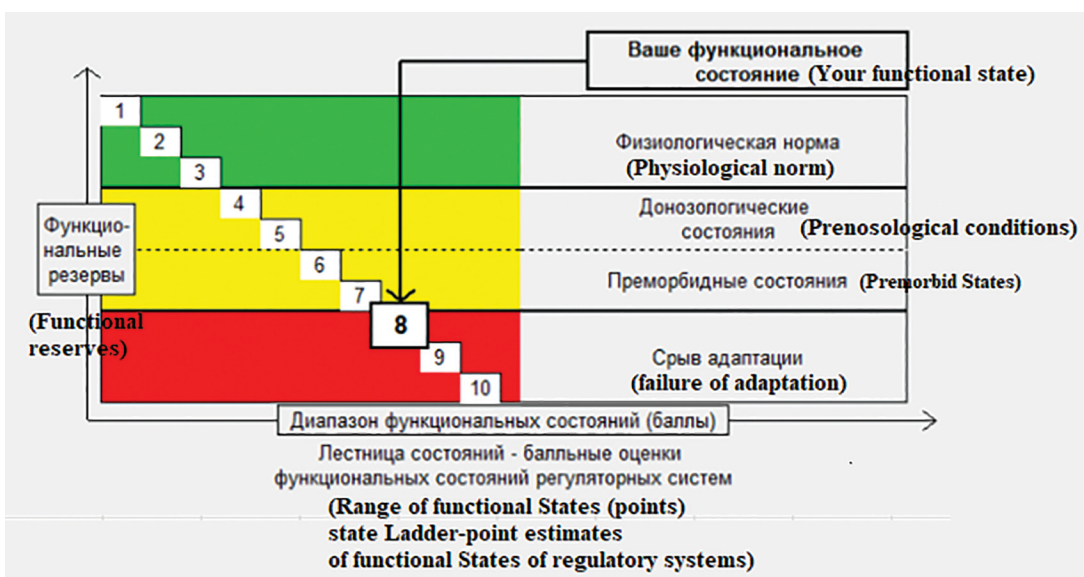 Ваше функциональное
состояние (Your functional state)
1
2
3
Физиологическая норма
(Physiological norm)
4
5
Донозологические
состояния (Prenosological conditions)
Функцио-
нальные
резервы
(Functional
reserves)
6
7
Преморбидные состояния (Premorbid States)
8
9
10
Срыв адаптации
(failure of adaptation)
Диапазон функциональных состояний (баллы)
Лестница состояний - балльные оценки
функциональных состояний регуляторных систем
(Range of functional States (points)
state Ladder-point estimates
of functional States of regulatory systems)